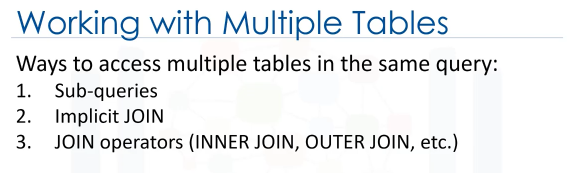 Working with Multiple Tables
Ways to access multiple tables in the same query:
1. Sub-queries
2. Implicit JOIN
3. JOIN operators (INNER JOIN, OUTER JOIN, etc.)